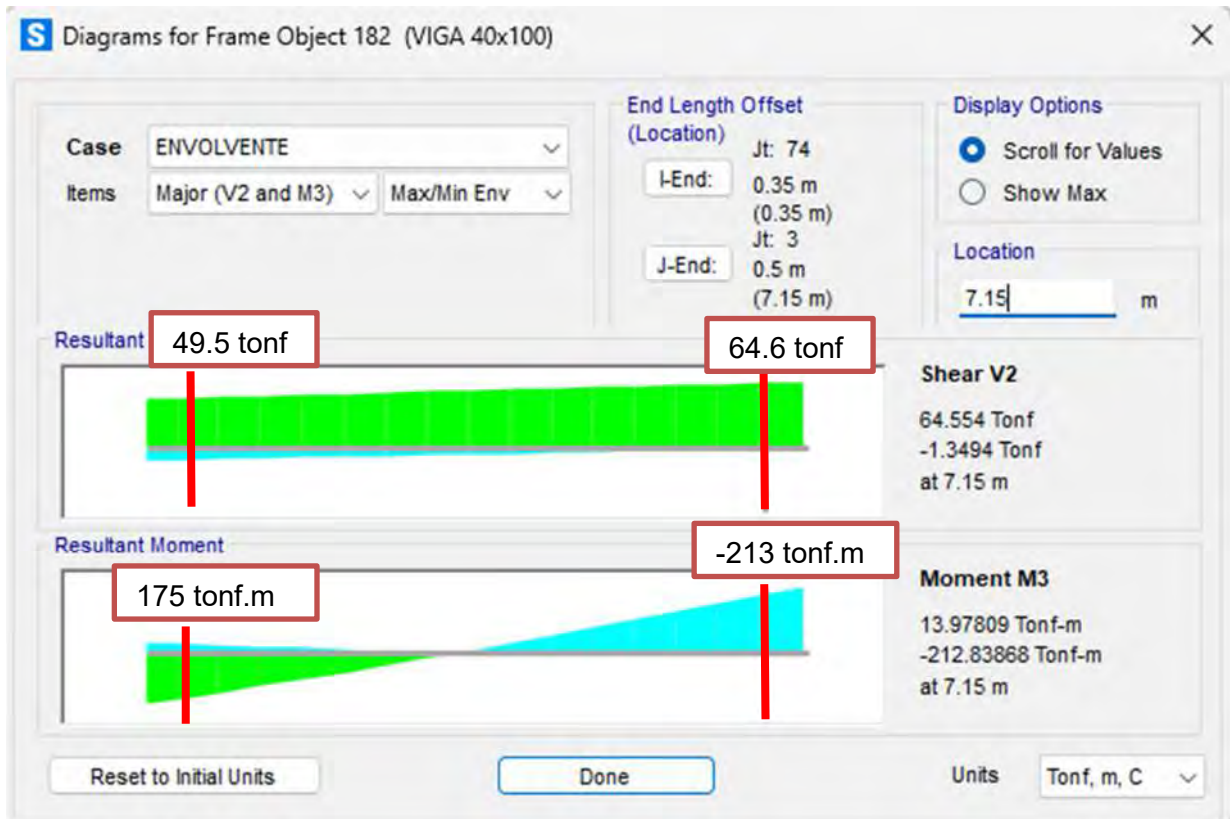 S Diagrams for Frame Object 182 (VIGA 40x100)
Case ENVOLVENTE
Items Major (V2 and M3) Max/Min Env
End Length Offset
(Location)
I-End:
Jt: 74
0.35 m
(0.35 m)
J-End:
Jt: 3
0.5 m
(7.15 m)
Display Options
Scroll for Values
Show Max
Location
7.15 m
Resultant
49.5 tonf
64.6 tonf
Shear V2
64.554 Tonf
-1.3494 Tonf
at 7.15 m
Resultant Moment
175 tonf.m
-213 tonf.m
Moment M3
13.97809 Tonf-m
-212.83868 Tonf-m
at 7.15 m
Reset to Initial Units
Done
Units Tonf, m, C